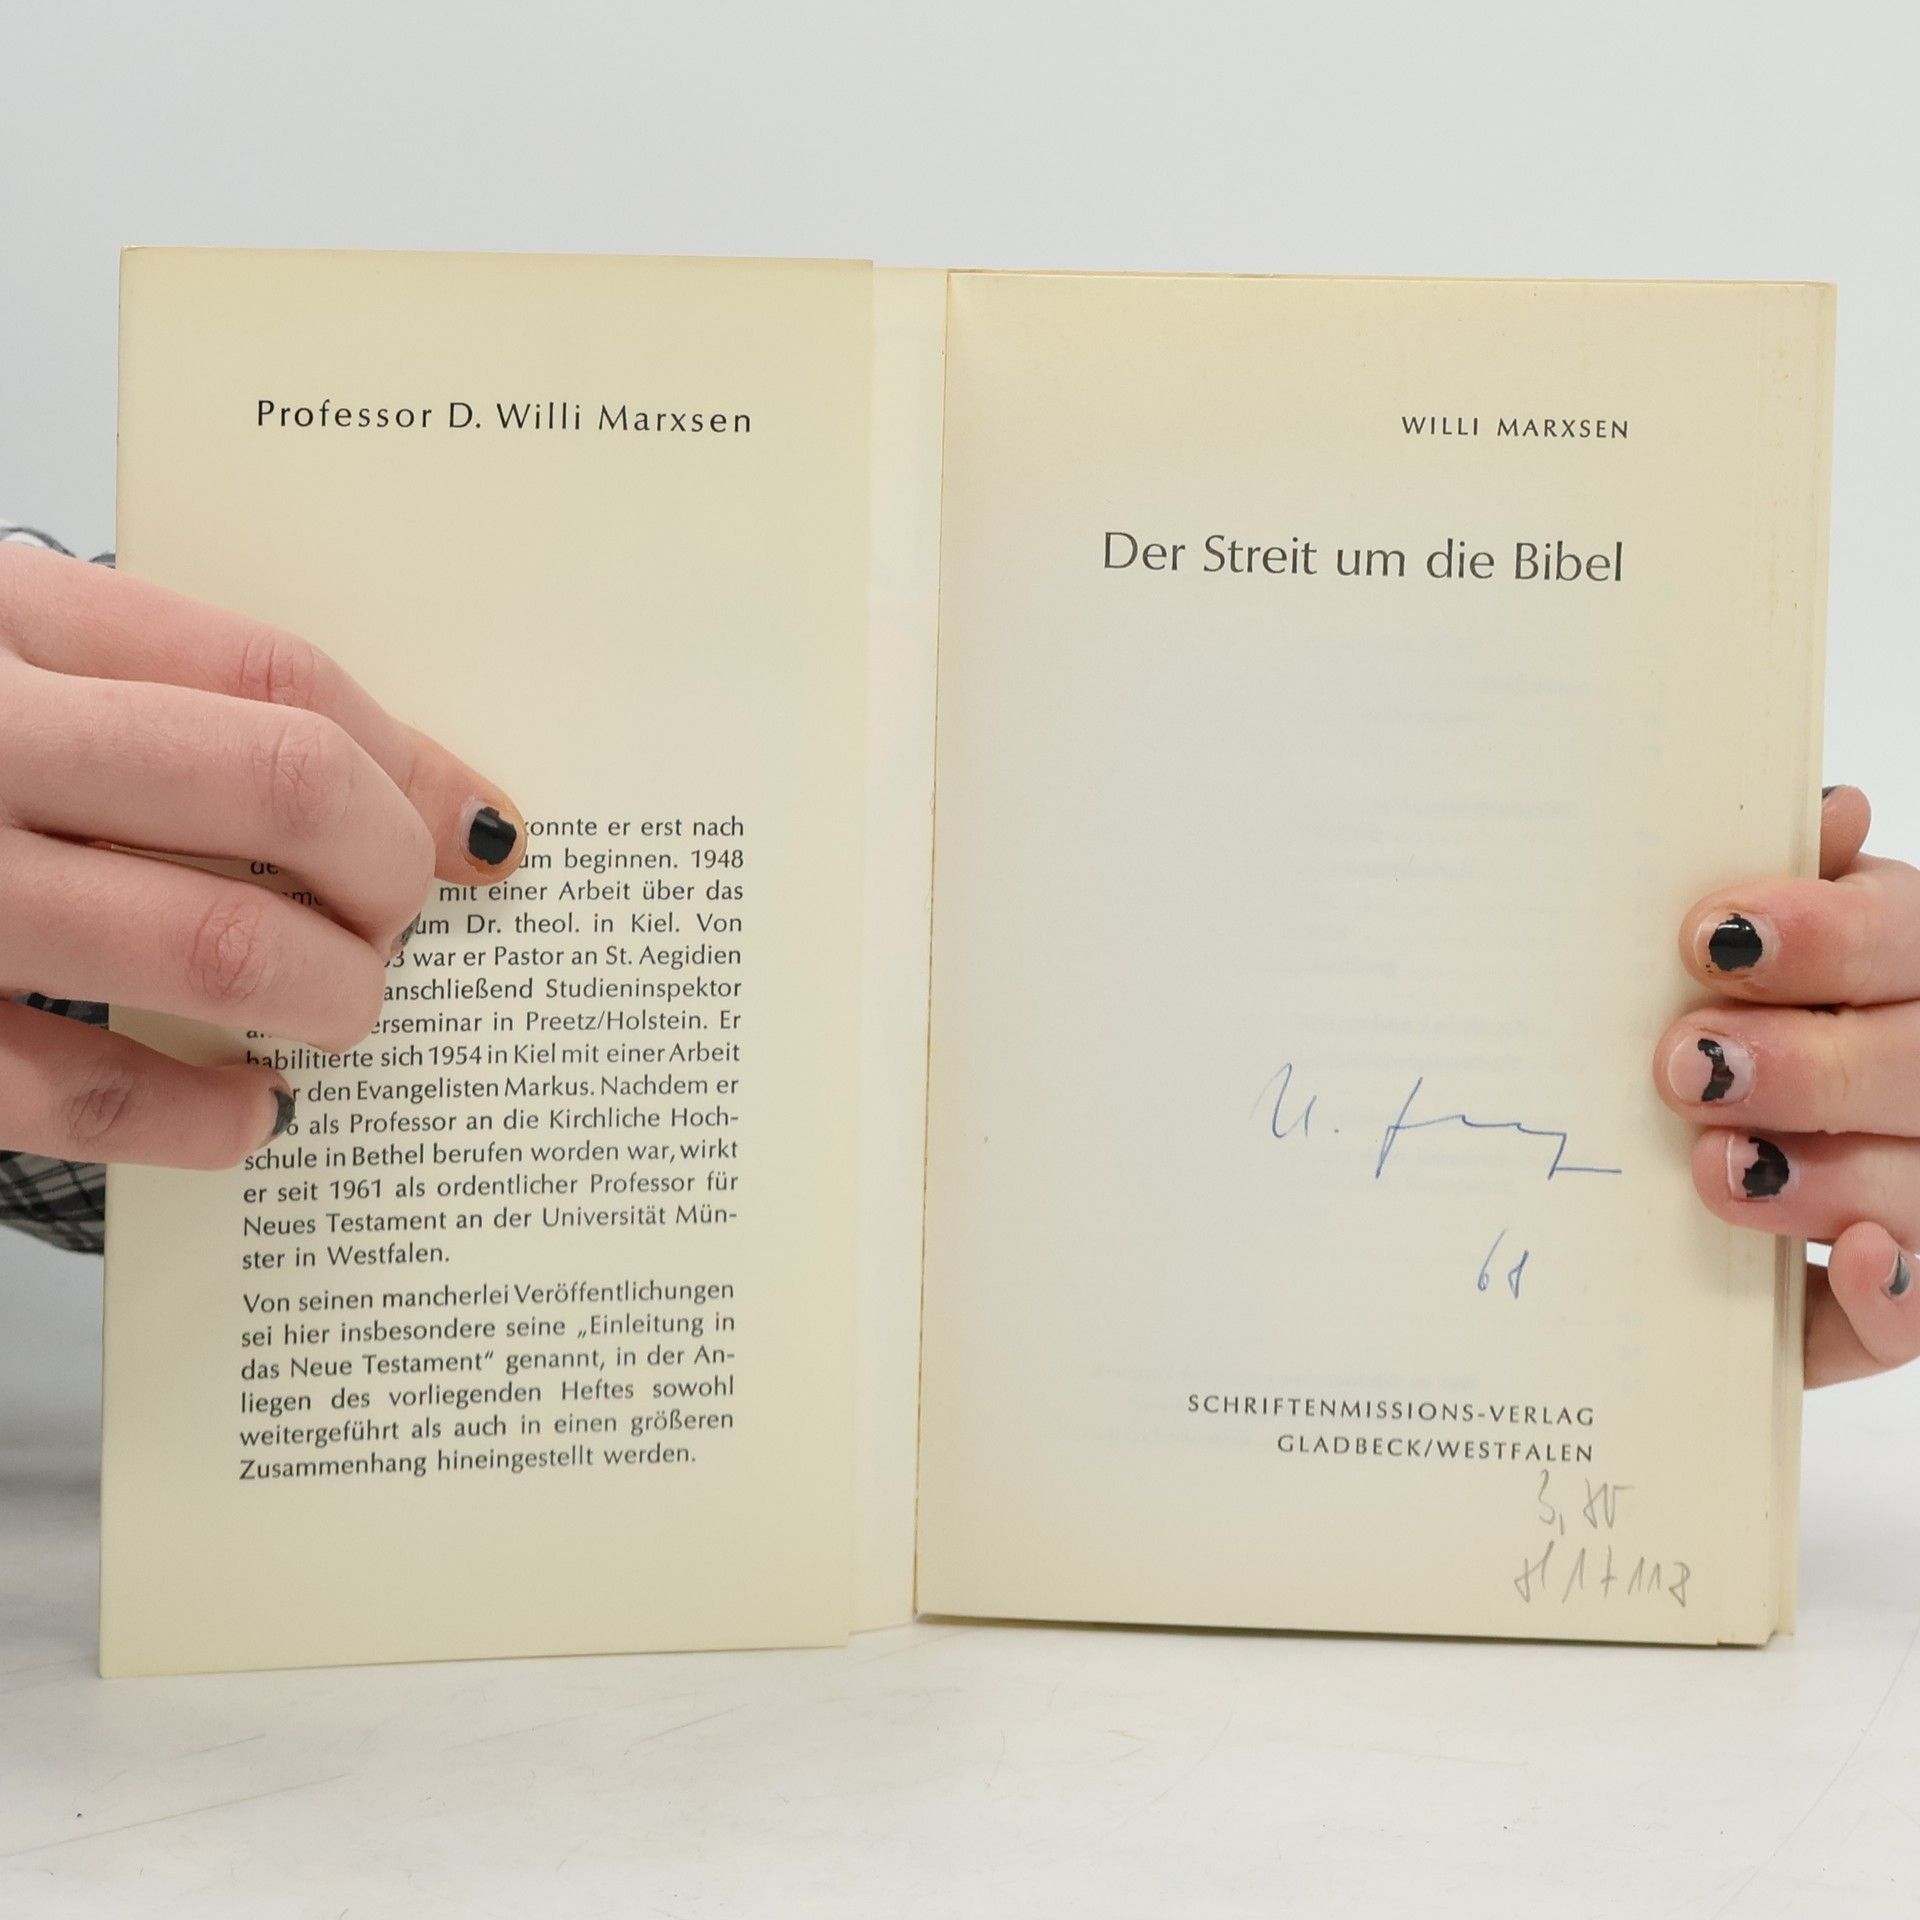 Professor D. Willi Marxsen
konnte er erst nach
beginnen. 1948
mit einer Arbeit über das
Dr. theol. in Kiel. Von
war er Pastor an St. Aegidien
anschließend Studieninspektor
in Preetz/Holstein. Er
habilitierte sich 1954 in Kiel mit einer Arbeit
den Evangelisten Markus. Nachdem er
als Professor an die Kirchliche Hoch-
schule in Bethel berufen worden war, wirkt
er seit 1961 als ordentlicher Professor für
Neues Testament an der Universität Mün-
ster in Westfalen.
Von seinen mancherlei Veröffentlichungen
sei hier insbesondere seine „Einleitung in
das Neue Testament“ genannt, in der An-
liegen des vorliegenden Heftes sowohl
weitergeführt als auch in einen größeren
Zusammenhang hineingestellt werden.
WILLI MARXSEN
Der Streit um die Bibel
68
SCHRIFTENMISSIONS-VERLAG
GLADBECK/WESTFALEN
3,80